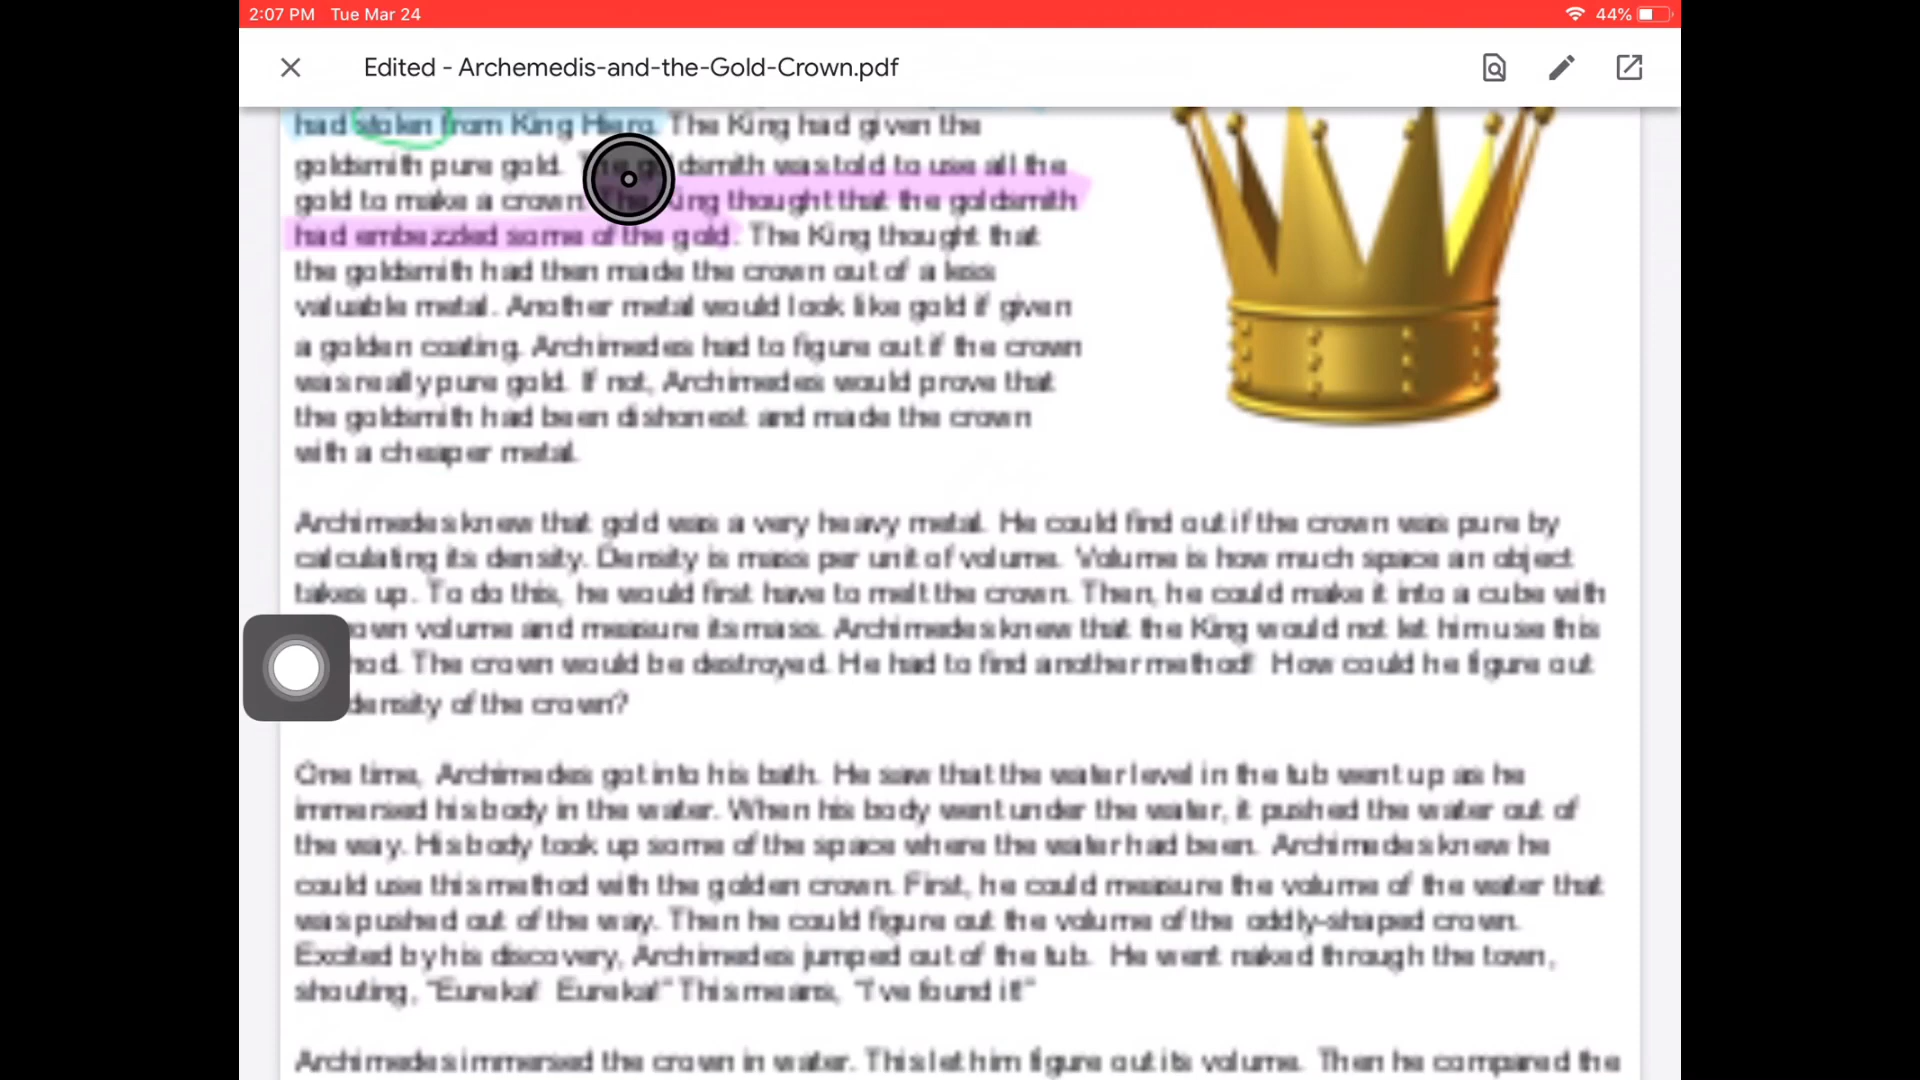 2:07 PM Tue Mar 24 44%
Edited - Archemedis-and-the-Gold-Crown.pdf
had stolen from King Hiero. The King had given the
goldsmith pure gold. The goldsmith was told to use all the
gold to make a crown. The King thought that the goldsmith
had embezzled some of the gold. The King thought that
the goldsmith had then made the crown out of a less
valuable metal. Another metal would look like gold if given
a golden coating. Archimedes had to figure out if the crown
was really pure gold. If not, Archimedes would prove that
the goldsmith had been dishonest and made the crown
with a cheaper metal.
Archimedes knew that gold was a very heavy metal. He could find out if the crown was pure by
calculating its density. Density is mass per unit of volume. Volume is how much space an object
takes up. To do this, he would first have to melt the crown. Then, he could make it into a cube with
own volume and measure its mass. Archimedes knew that the King would not let him use this
hod. The crown would be destroyed. He had to find another method! How could he figure out
density of the crown?
One time, Archimedes got into his bath. He saw that the water level in the tub went up as he
immersed his body in the water. When his body went under the water, it pushed the water out of
the way. His body took up some of the space where the water had been. Archimedes knew he
could use this method with the golden crown. First, he could measure the volume of the water that
was pushed out of the way. Then he could figure out the volume of the oddly-shaped crown.
Excited by his discovery, Archimedes jumped out of the tub. He went naked through the town,
shouting, "Eureka! Eureka!" This means, "I've found it!"
Archimedes immersed the crown in water. This let him figure out its volume. Then he compared the